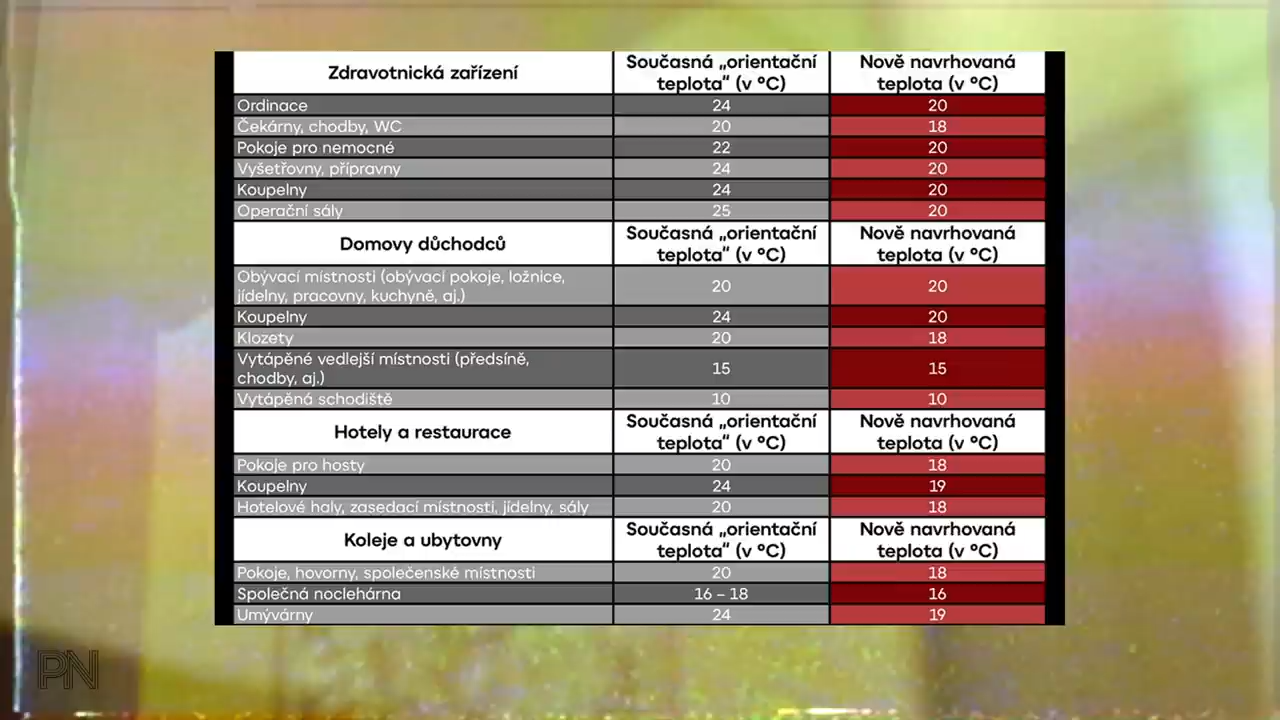 Zdravotnická zařízení Současná „orientační teplota“ (v °C) Nově navrhovaná teplota (v °C)
Ordinace 24 20
Čekárny, chodby, WC 20 18
Pokoje pro nemocné 22 20
Vyšetřovny, přípravny 24 20
Koupelny 24 20
Operační sály 25 20
Domovy důchodců Současná „orientační teplota“ (v °C) Nově navrhovaná teplota (v °C)
Obývací místnosti (obývací pokoje, ložnice,
jídelny, pracovny, kuchyně, aj.) 20 20
Koupelny 24 20
Klozety 20 18
Vytápěné vedlejší místnosti (předsíně,
chodby, aj.) 15 15
Vytápěná schodiště 10 10
Hotely a restaurace Současná „orientační teplota“ (v °C) Nově navrhovaná teplota (v °C)
Pokoje pro hosty 20 18
Koupelny 24 19
Hotelové haly, zasedací místnosti, jídelny, sály 20 18
Koleje a ubytovny Současná „orientační teplota“ (v °C) Nově navrhovaná teplota (v °C)
Pokoje, hovorny, společenské místnosti 20 18
Společná noclehárna 16 – 18 16
Umývárny 24 19
PN